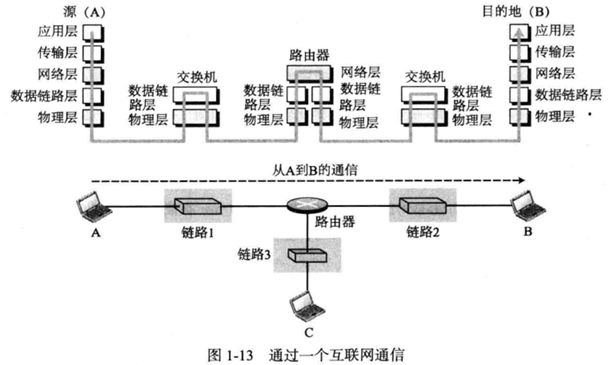 源（A）
目的地（B）
应用层
传输层
网络层
数据链路层
物理层
交换机
数据链
路层
物理层
路由器
网络层
数据链
路层
物理层
数据链
路层
物理层
交换机
数据链
路层
物理层
应用层
传输层
网络层
数据链路层
物理层
从A到B的通信
A
链路1
路由器
链路2
B
链路3
C
图 1-13 通过一个互联网通信